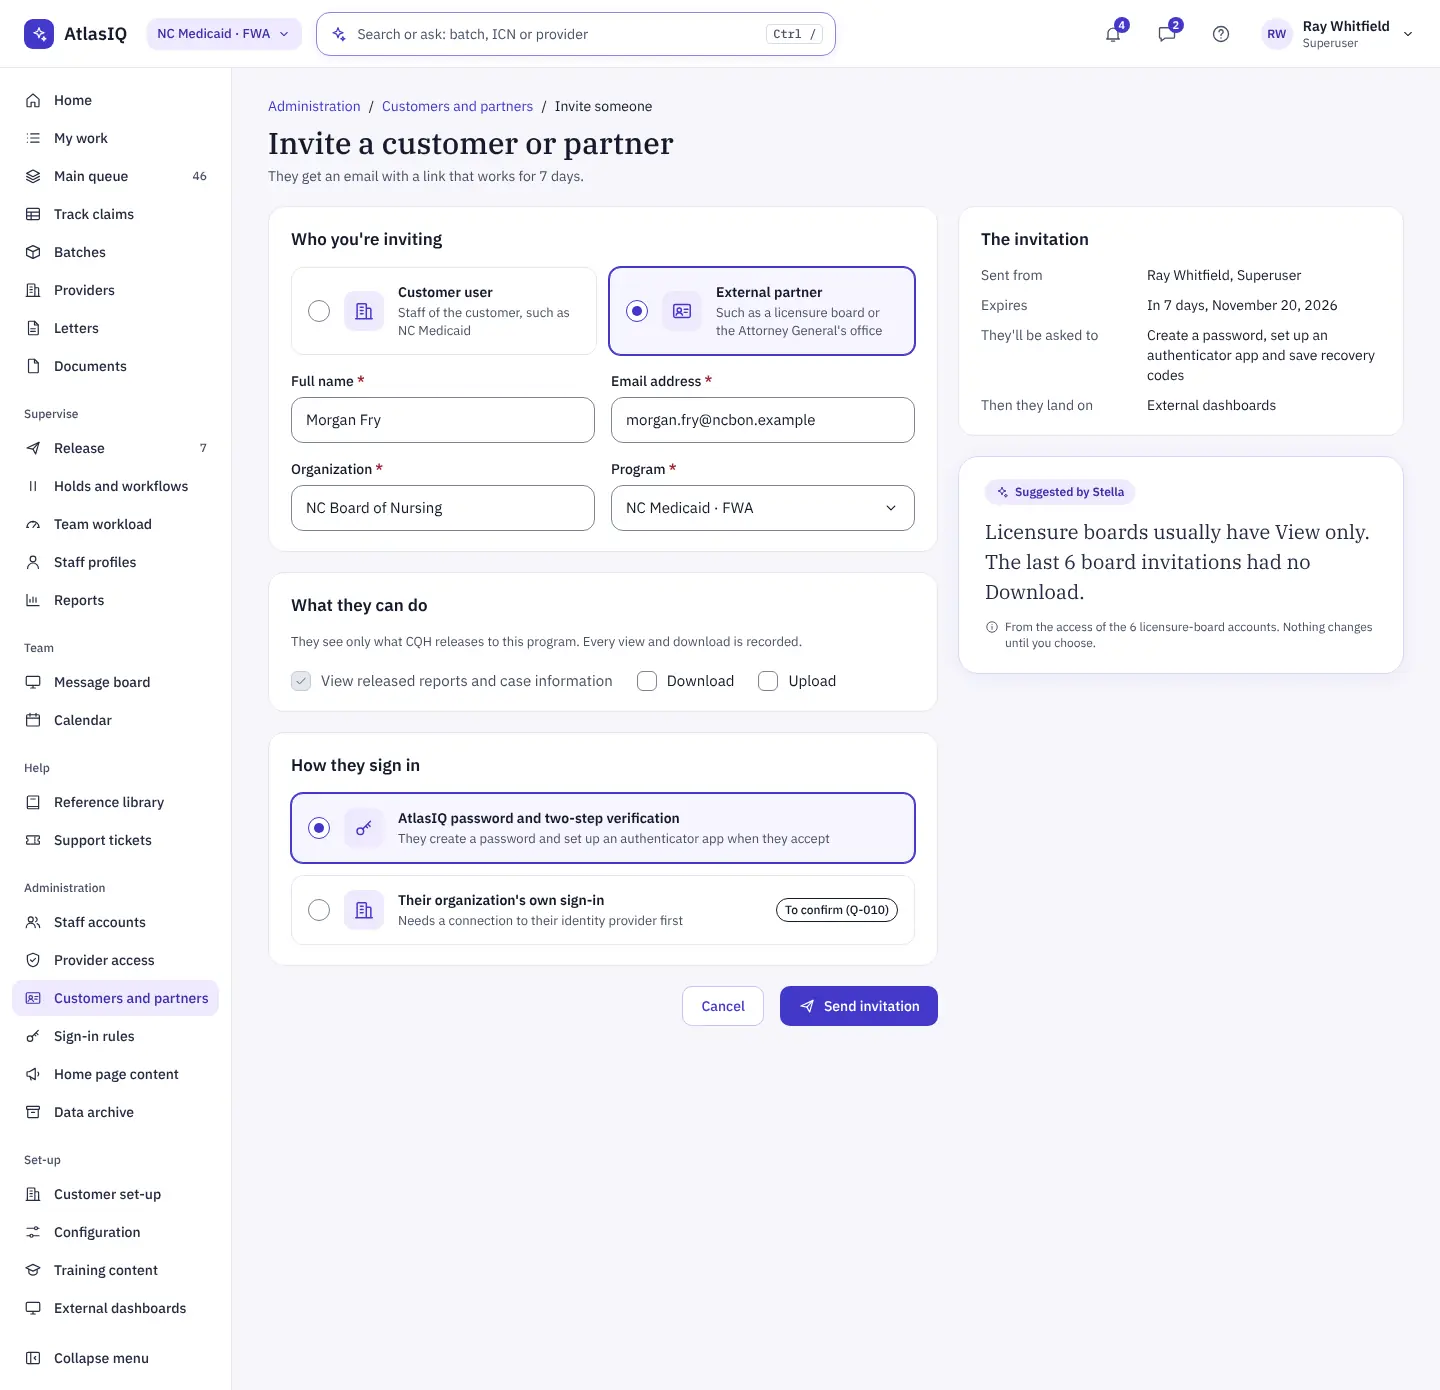 AtlasIQ
NC Medicaid · FWA
Search or ask: batch, ICN or provider
Ctrl /
4
2
RW
Ray Whitfield
Superuser
Home
My work
Main queue 46
Track claims
Batches
Providers
Letters
Documents
Supervise
Release 7
Holds and workflows
Team workload
Staff profiles
Reports
Team
Message board
Calendar
Help
Reference library
Support tickets
Administration
Staff accounts
Provider access
Customers and partners
Sign-in rules
Home page content
Data archive
Set-up
Customer set-up
Configuration
Training content
External dashboards
Collapse menu
Administration / Customers and partners / Invite someone
Invite a customer or partner
They get an email with a link that works for 7 days.
Who you're inviting
Customer user
Staff of the customer, such as
NC Medicaid
External partner
Such as a licensure board or
the Attorney General's office
Full name *
Morgan Fry
Email address *
morgan.fry@ncbon.example
Organization *
NC Board of Nursing
Program *
NC Medicaid · FWA
What they can do
They see only what CQH releases to this program. Every view and download is recorded.
View released reports and case information
Download
Upload
How they sign in
AtlasIQ password and two-step verification
They create a password and set up an authenticator app when they accept
Their organization's own sign-in
Needs a connection to their identity provider first
To confirm (Q-010)
Cancel
Send invitation
The invitation
Sent from Ray Whitfield, Superuser
Expires In 7 days, November 20, 2026
They'll be asked to Create a password, set up an
authenticator app and save recovery
codes
Then they land on External dashboards
Suggested by Stella
Licensure boards usually have View only.
The last 6 board invitations had no
Download.
From the access of the 6 licensure-board accounts. Nothing changes
until you choose.